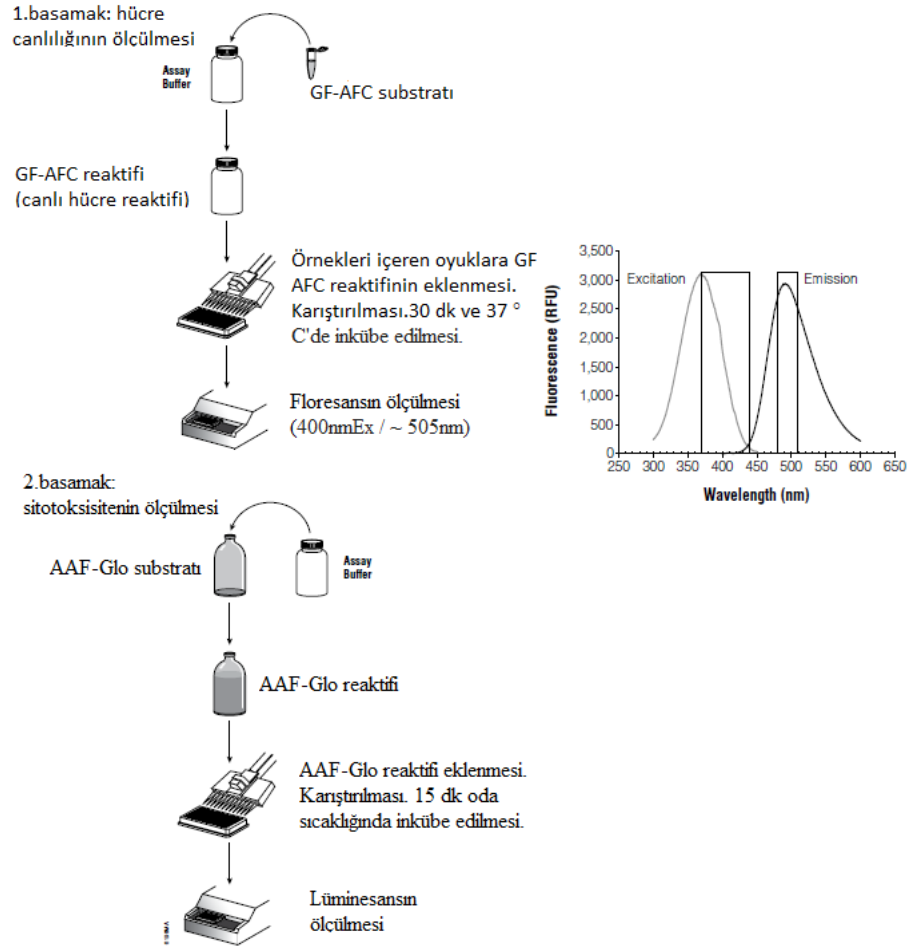 1.basamak: hücre
canlılığının ölçülmesi
Assay
Buffer
GF-AFC substratı
GF-AFC reaktifi
(canlı hücre reaktifi)
Örnekleri içeren oyuklara GF
AFC reaktifinin eklenmesi.
Karıştırılması.30 dk ve 37 °
C'de inkübe edilmesi.
Floresansın ölçülmesi
(400nmEx / ~ 505nm)
3,500
3,000
2,500
2,000
1,500
1,000
500
0
Fluorescence (RFU)
Excitation
Emission
250 300 350 400 450 500 550 600 650
Wavelength (nm)
2.basamak:
sitotoksisitenin ölçülmesi
AAF-Glo substratı
Assay
Buffer
AAF-Glo reaktifi
AAF-Glo reaktifi eklenmesi.
Karıştırılması. 15 dk oda
sıcaklığında inkübe edilmesi.
Lüminesansın
ölçülmesi